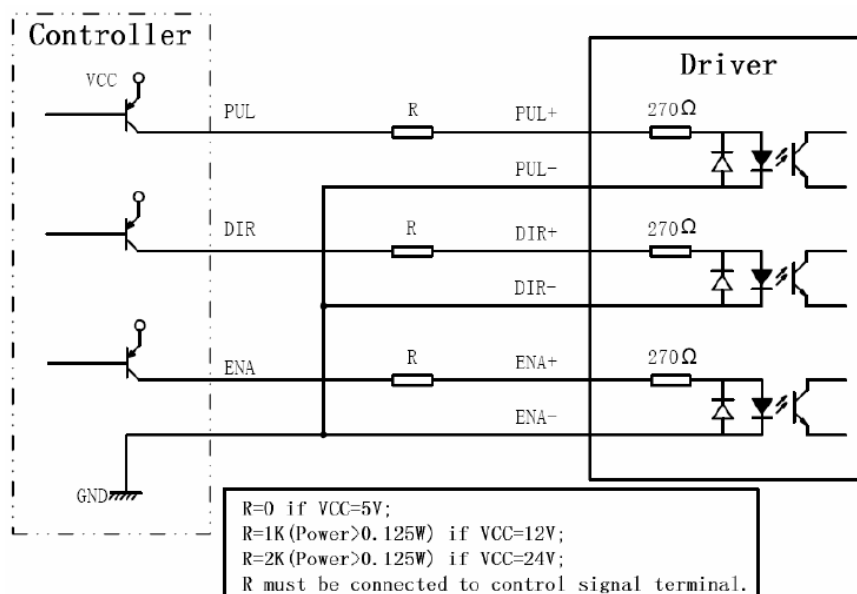 Controller
Driver
VCC
PUL
R
PUL+
270Ω
PUL-
DIR
R
DIR+
270Ω
DIR-
ENA
R
ENA+
270Ω
ENA-
GND
R=0 if VCC=5V;
R=1K(Power>0.125W) if VCC=12V;
R=2K(Power>0.125W) if VCC=24V;
R must be connected to control signal terminal.